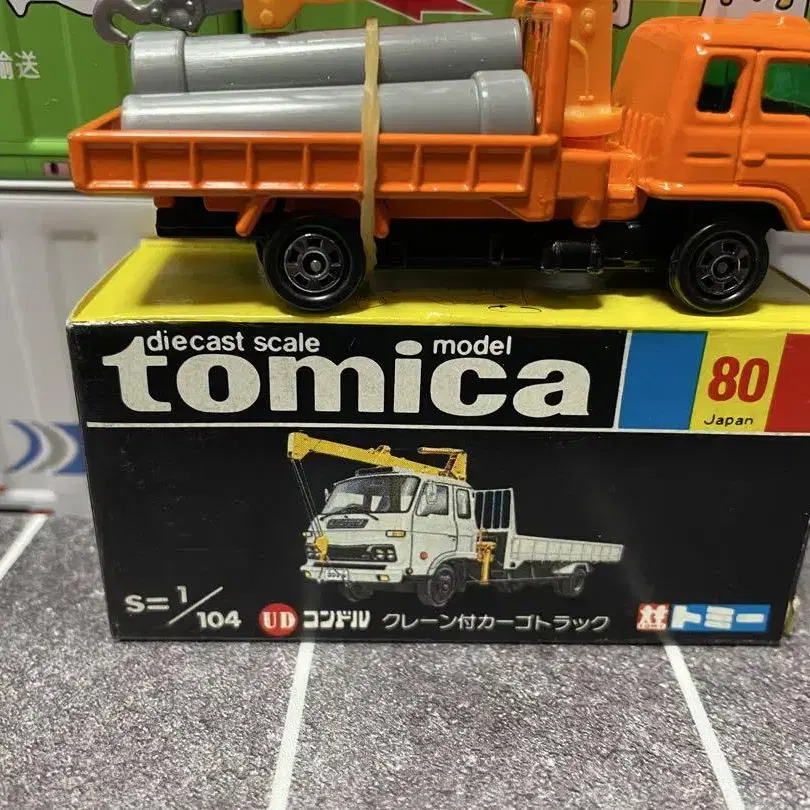 輸送
diecast scale model
tomica
80
Japan
S=1/104
UD コンドル クレーン付カーゴトラック
トミー